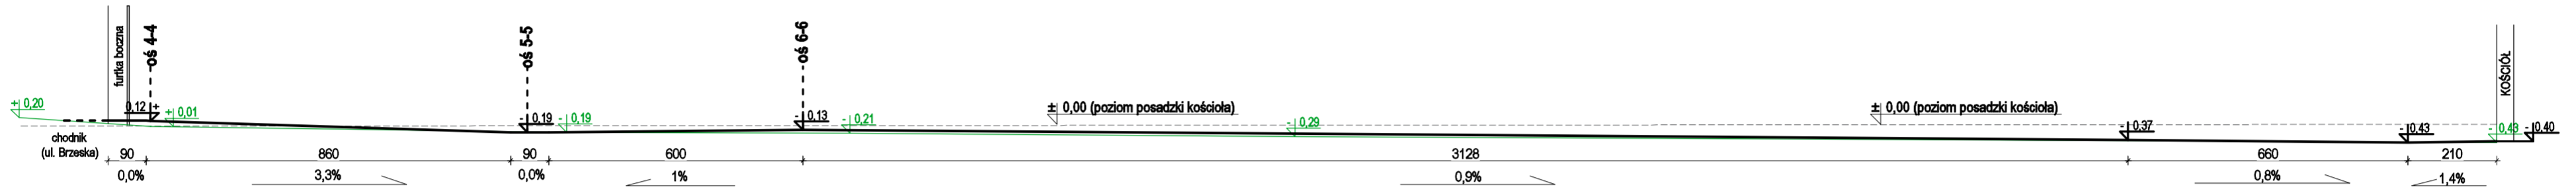 furtka boczna
oś 4-4
oś 5-5
oś 6-6
KOŚCIÓŁ
+ 0,20
0.12 +
+ 0,01
- 0.19
- 0,19
- 0.13
- 0,21
± 0,00 (poziom posadzki kościoła)
- 0,29
± 0,00 (poziom posadzki kościoła)
- 0.37
- 0,43
- 0,43
- 0,40
chodnik
(ul. Brzeska)
90 860 90 600 3128 660 210
0,0% 3,3% 0,0% 1% 0,9% 0,8% 1,4%